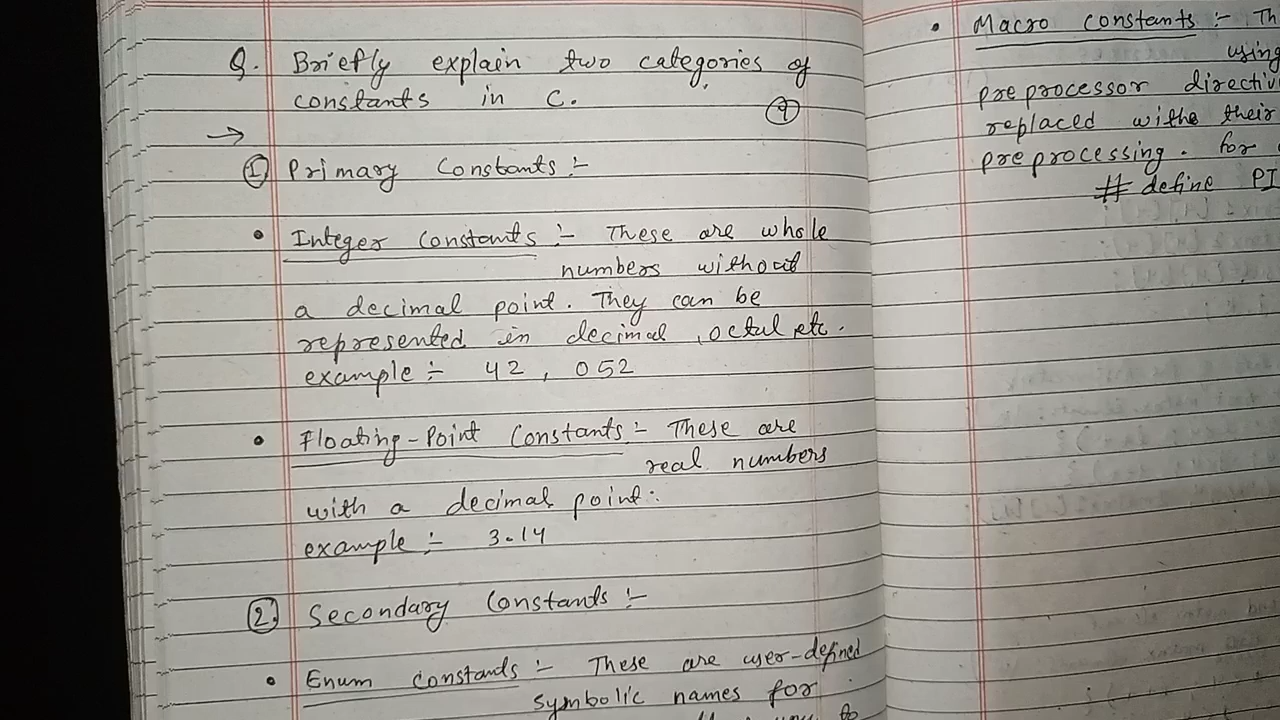 Q. Briefly explain two categories of
constants in C.
(9)
→
① Primary Constants :-
• Integer Constants :- These are whole
numbers without
a decimal point. They can be
represented in decimal, octal etc.
example :- 42, 052
• Floating-Point Constants :- These are
real numbers
with a decimal point :.
example :- 3.14
②. Secondary Constants :-
• Enum Constants :- These are user-defined
symbolic names for
to
• Macro Constants :- Th
using
preprocessor directiv
replaced withe their
preprocessing. for
# define PI